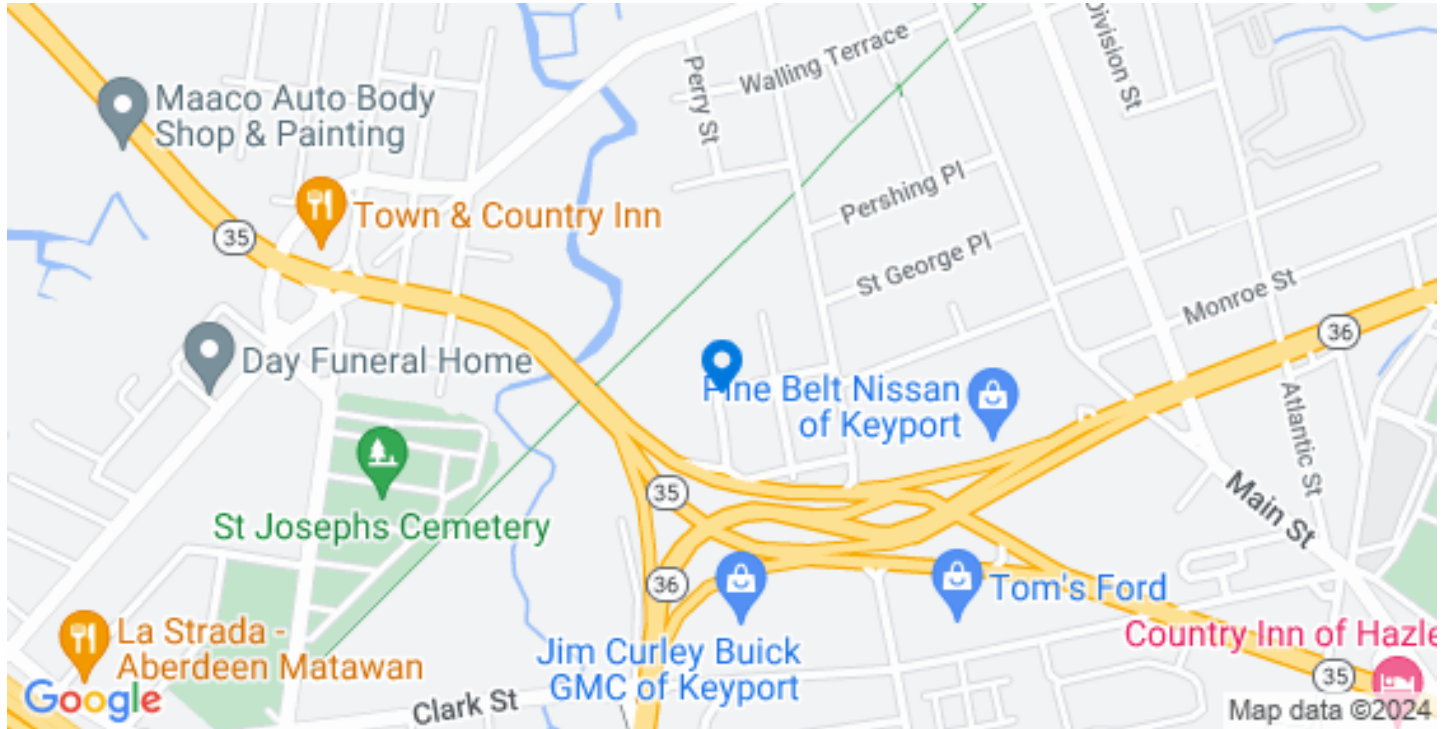 Division St
Walling Terrace
Perry St
Maaco Auto Body
Shop & Painting
Pershing Pl
Town & Country Inn
35
St George Pl
Monroe St
36
Day Funeral Home
Pine Belt Nissan
of Keyport
Atlantic St
Main St
35
St Josephs Cemetery
36
Tom's Ford
La Strada -
Aberdeen Matawan
Country Inn of Hazle
Jim Curley Buick
GMC of Keyport
35
Google
Clark St
Map data ©2024